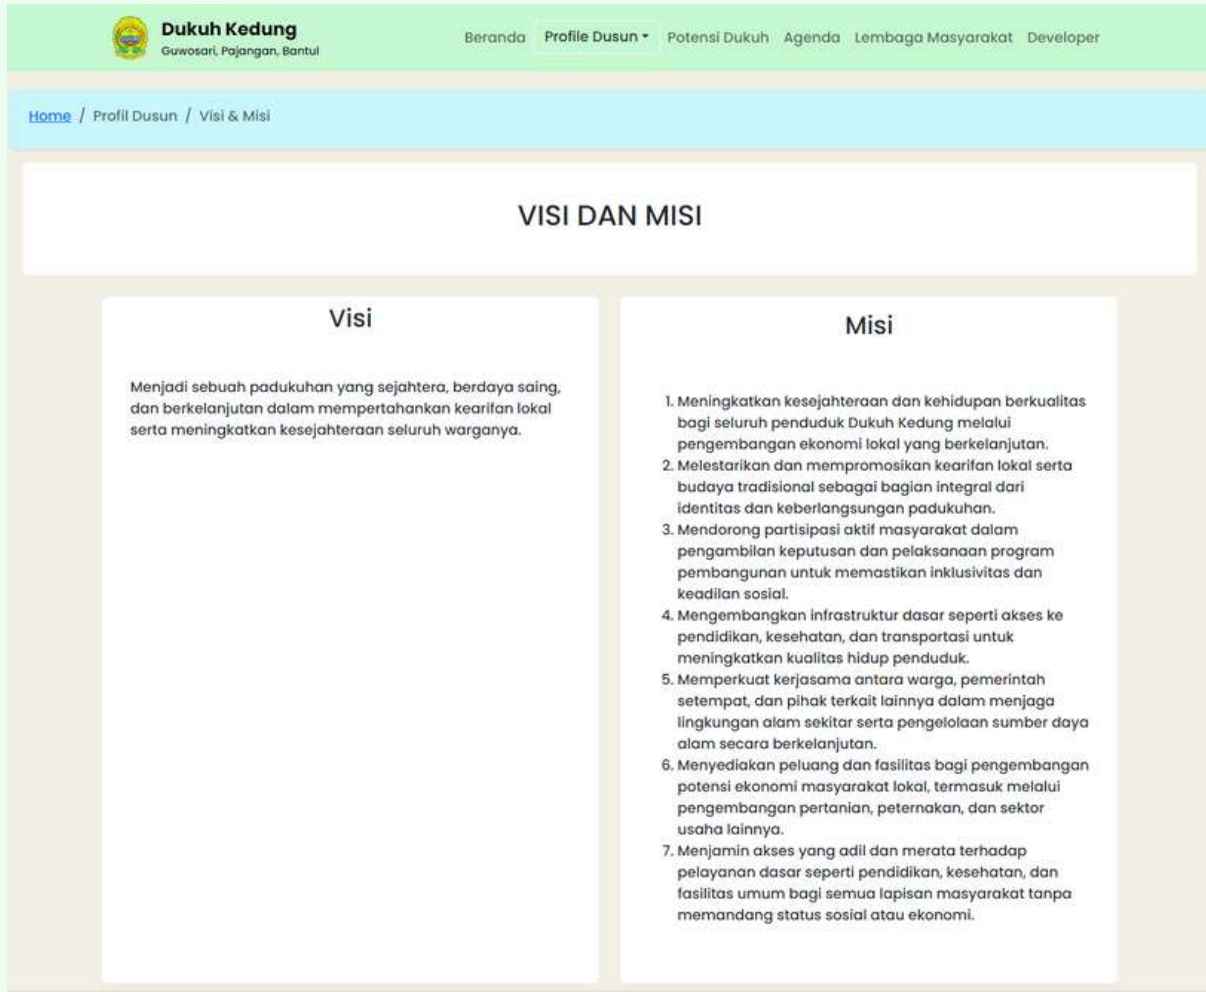 Dukuh Kedung
Guwosari, Pajangan, Bantul
Beranda Profile Dusun Potensi Dukuh Agenda Lembaga Masyarakat Developer
Home / Profil Dusun / Visi & Misi
VISI DAN MISI
Visi
Menjadi sebuah padukuhan yang sejahtera, berdaya saing,
dan berkelanjutan dalam mempertahankan kearifan lokal
serta meningkatkan kesejahteraan seluruh warganya.
Misi
1. Meningkatkan kesejahteraan dan kehidupan berkualitas
bagi seluruh penduduk Dukuh Kedung melalui
pengembangan ekonomi lokal yang berkelanjutan.
2. Melestarikan dan mempromosikan kearifan lokal serta
budaya tradisional sebagai bagian integral dari
identitas dan keberlangsungan padukuhan.
3. Mendorong partisipasi aktif masyarakat dalam
pengambilan keputusan dan pelaksanaan program
pembangunan untuk memastikan inklusivitas dan
keadilan sosial.
4. Mengembangkan infrastruktur dasar seperti akses ke
pendidikan, kesehatan, dan transportasi untuk
meningkatkan kualitas hidup penduduk.
5. Memperkuat kerjasama antara warga, pemerintah
setempat, dan pihak terkait lainnya dalam menjaga
lingkungan alam sekitar serta pengelolaan sumber daya
alam secara berkelanjutan.
6. Menyediakan peluang dan fasilitas bagi pengembangan
potensi ekonomi masyarakat lokal, termasuk melalui
pengembangan pertanian, peternakan, dan sektor
usaha lainnya.
7. Menjamin akses yang adil dan merata terhadap
pelayanan dasar seperti pendidikan, kesehatan, dan
fasilitas umum bagi semua lapisan masyarakat tanpa
memandang status sosial atau ekonomi.